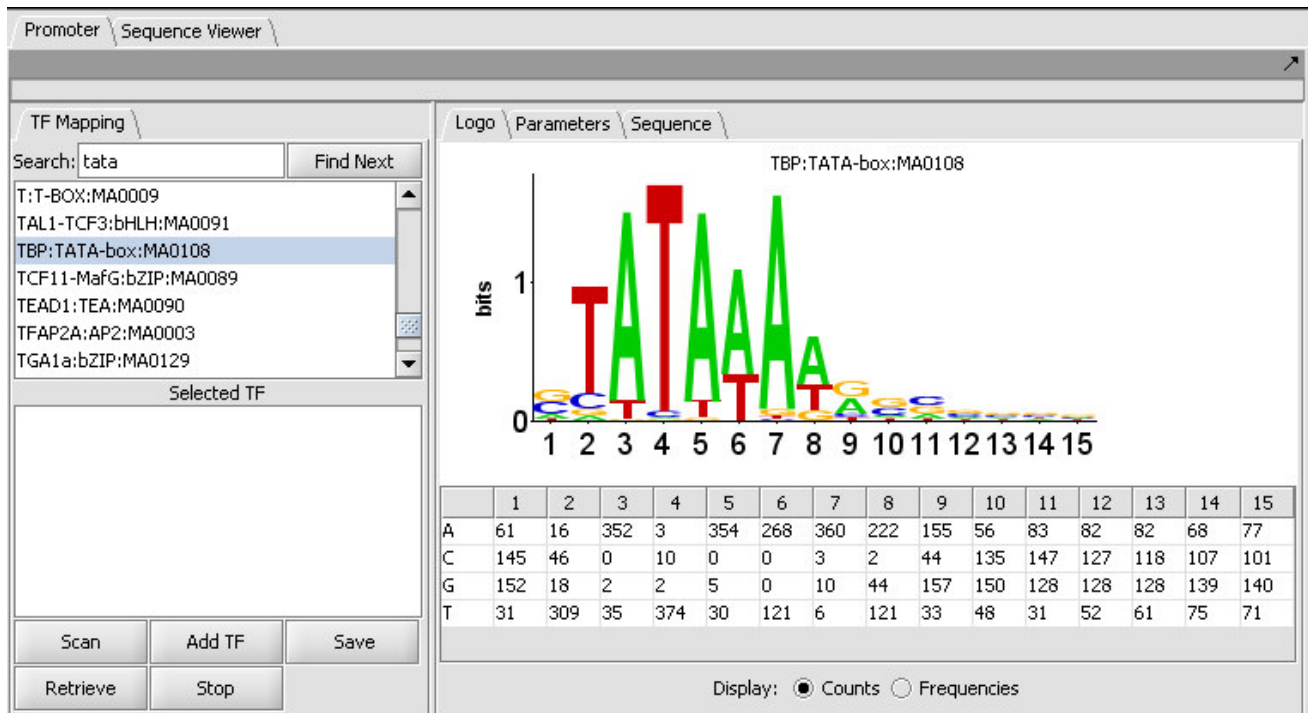 Promoter Sequence Viewer
TF Mapping
Search: tata Find Next
T:T-BOX:MA0009
TAL1-TCF3:bHLH:MA0091
TBP:TATA-box:MA0108
TCF11-MafG:bZIP:MA0089
TEAD1:TEA:MA0090
TFAP2A:AP2:MA0003
TGA1a:bZIP:MA0129
Selected TF
Scan Add TF Save
Retrieve Stop
Logo Parameters Sequence
TBP:TATA-box:MA0108
bits
1
0
1 2 3 4 5 6 7 8 9 10 11 12 13 14 15
1 2 3 4 5 6 7 8 9 10 11 12 13 14 15
A 61 16 352 3 354 268 360 222 155 56 83 82 82 68 77
C 145 46 0 10 0 0 3 2 44 135 147 127 118 107 101
G 152 18 2 2 5 0 10 44 157 150 128 128 128 139 140
T 31 309 35 374 30 121 6 121 33 48 31 52 61 75 71
Display: Counts Frequencies